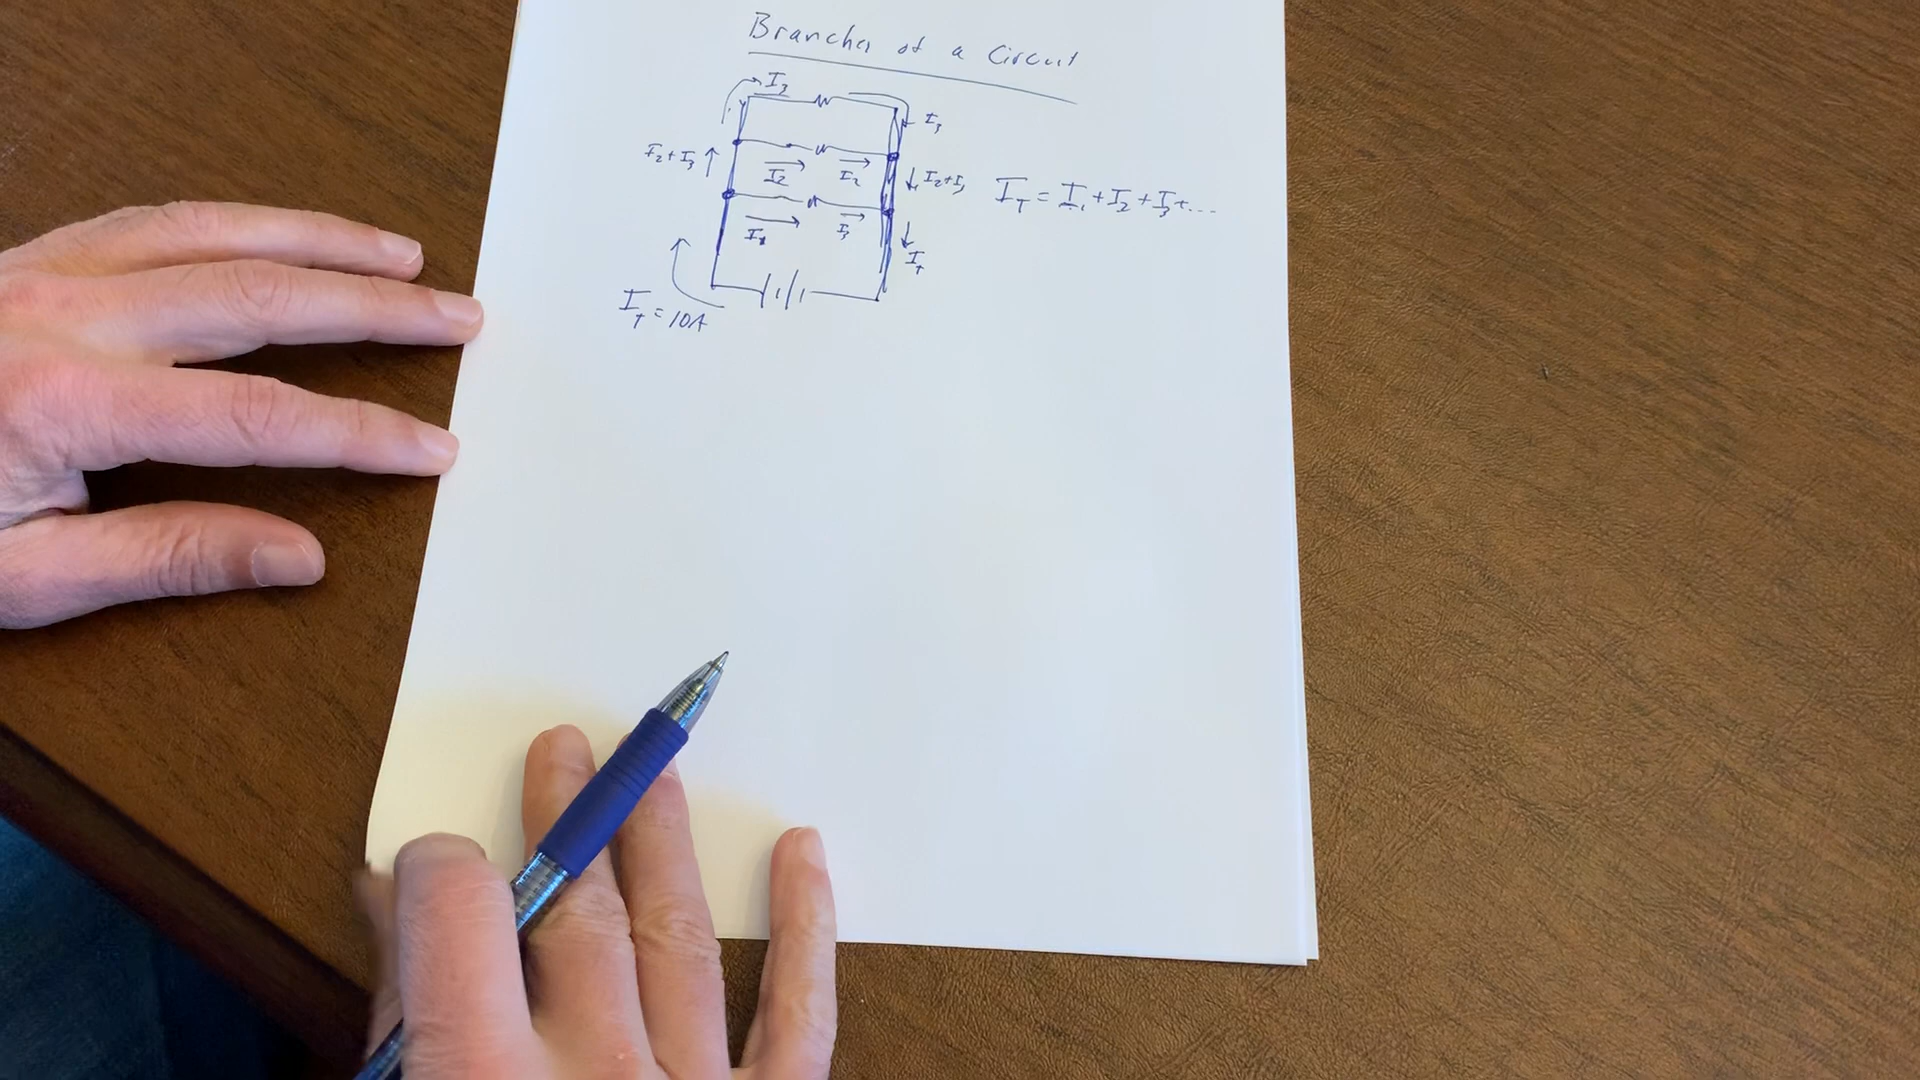 Branches of a Circuit
I3
I3
I2+I3
I2
I2
I2+I3
IT = I1+I2+I3+...
I1
I3
IT
IT = 10A